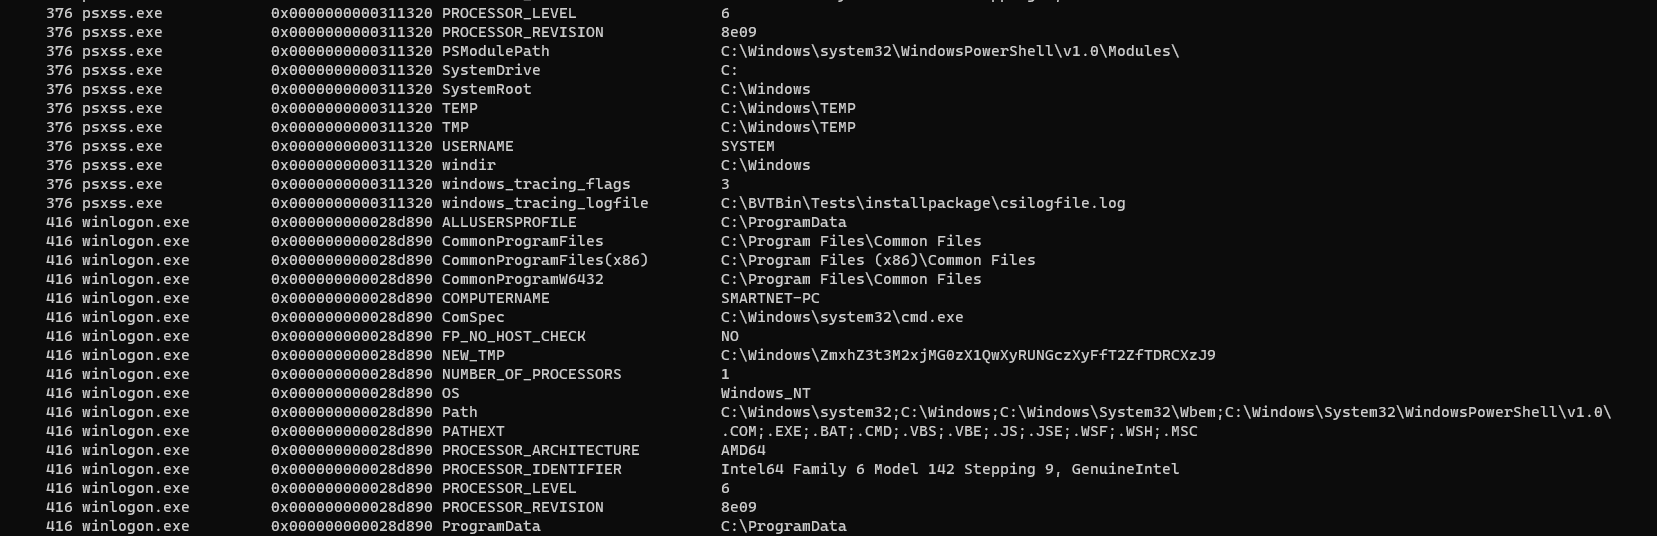 376 psxss.exe 0x0000000000311320 PROCESSOR_LEVEL 6
376 psxss.exe 0x0000000000311320 PROCESSOR_REVISION 8e09
376 psxss.exe 0x0000000000311320 PSModulePath C:\Windows\system32\WindowsPowerShell\v1.0\Modules\
376 psxss.exe 0x0000000000311320 SystemDrive C:
376 psxss.exe 0x0000000000311320 SystemRoot C:\Windows
376 psxss.exe 0x0000000000311320 TEMP C:\Windows\TEMP
376 psxss.exe 0x0000000000311320 TMP C:\Windows\TEMP
376 psxss.exe 0x0000000000311320 USERNAME SYSTEM
376 psxss.exe 0x0000000000311320 windir C:\Windows
376 psxss.exe 0x0000000000311320 windows_tracing_flags 3
376 psxss.exe 0x0000000000311320 windows_tracing_logfile C:\BVTBin\Tests\installpackage\csilogfile.log
416 winlogon.exe 0x000000000028d890 ALLUSERSPROFILE C:\ProgramData
416 winlogon.exe 0x000000000028d890 CommonProgramFiles C:\Program Files\Common Files
416 winlogon.exe 0x000000000028d890 CommonProgramFiles(x86) C:\Program Files (x86)\Common Files
416 winlogon.exe 0x000000000028d890 CommonProgramW6432 C:\Program Files\Common Files
416 winlogon.exe 0x000000000028d890 COMPUTERNAME SMARTNET-PC
416 winlogon.exe 0x000000000028d890 ComSpec C:\Windows\system32\cmd.exe
416 winlogon.exe 0x000000000028d890 FP_NO_HOST_CHECK NO
416 winlogon.exe 0x000000000028d890 NEW_TMP C:\Windows\ZmxhZ3t3M2xjMG0zX1QwXyRUNGczXyFfT2ZfTDRCXzJ9
416 winlogon.exe 0x000000000028d890 NUMBER_OF_PROCESSORS 1
416 winlogon.exe 0x000000000028d890 OS Windows_NT
416 winlogon.exe 0x000000000028d890 Path C:\Windows\system32;C:\Windows;C:\Windows\System32\Wbem;C:\Windows\System32\WindowsPowerShell\v1.0\
416 winlogon.exe 0x000000000028d890 PATHEXT .COM;.EXE;.BAT;.CMD;.VBS;.VBE;.JS;.JSE;.WSF;.WSH;.MSC
416 winlogon.exe 0x000000000028d890 PROCESSOR_ARCHITECTURE AMD64
416 winlogon.exe 0x000000000028d890 PROCESSOR_IDENTIFIER Intel64 Family 6 Model 142 Stepping 9, GenuineIntel
416 winlogon.exe 0x000000000028d890 PROCESSOR_LEVEL 6
416 winlogon.exe 0x000000000028d890 PROCESSOR_REVISION 8e09
416 winlogon.exe 0x000000000028d890 ProgramData C:\ProgramData